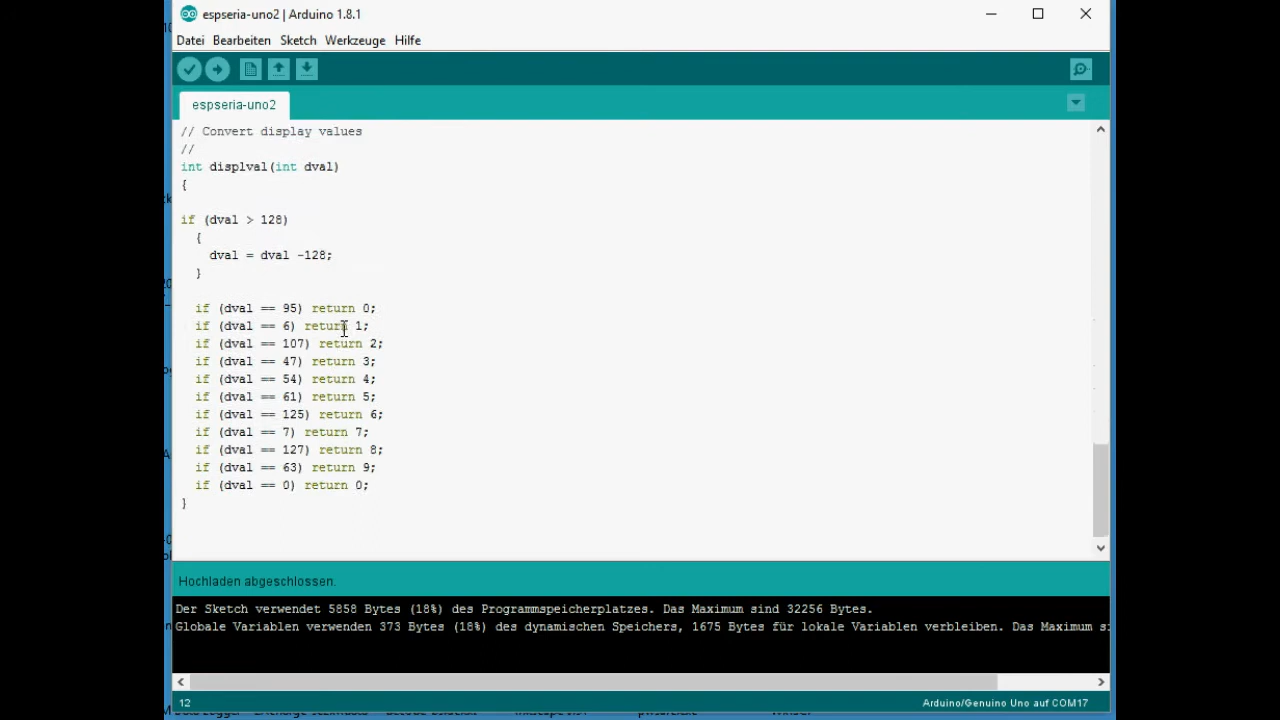 espseria-uno2 | Arduino 1.8.1
Datei Bearbeiten Sketch Werkzeuge Hilfe
espseria-uno2
// Convert display values
//
int displval(int dval)
{
if (dval > 128)
{
dval = dval -128;
}
if (dval == 95) return 0;
if (dval == 6) return 1;
if (dval == 107) return 2;
if (dval == 47) return 3;
if (dval == 54) return 4;
if (dval == 61) return 5;
if (dval == 125) return 6;
if (dval == 7) return 7;
if (dval == 127) return 8;
if (dval == 63) return 9;
if (dval == 0) return 0;
}
Hochladen abgeschlossen.
Der Sketch verwendet 5858 Bytes (18%) des Programmspeicherplatzes. Das Maximum sind 32256 Bytes.
Globale Variablen verwenden 373 Bytes (18%) des dynamischen Speichers, 1675 Bytes für lokale Variablen verbleiben. Das Maximum
12
Arduino/Genuino Uno auf COM17